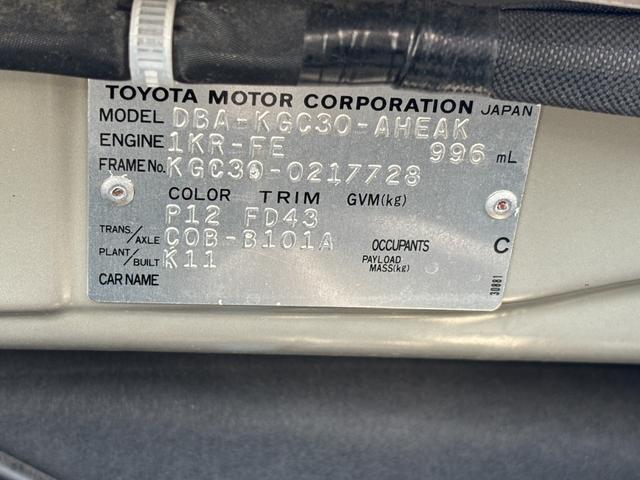 TOYOTA MOTOR CORPORATION JAPAN
MODEL DBA-KGC30-AHEAK
ENGINE 1KR-FE 996 mL
FRAME No. KGC30-0217728
COLOR TRIM GVM(kg)
P12 FD43
TRANS./AXLE C0B-B101A OCCUPANTS C
PLANT/BUILT K11 PAYLOAD MASS(kg)
CAR NAME
30881